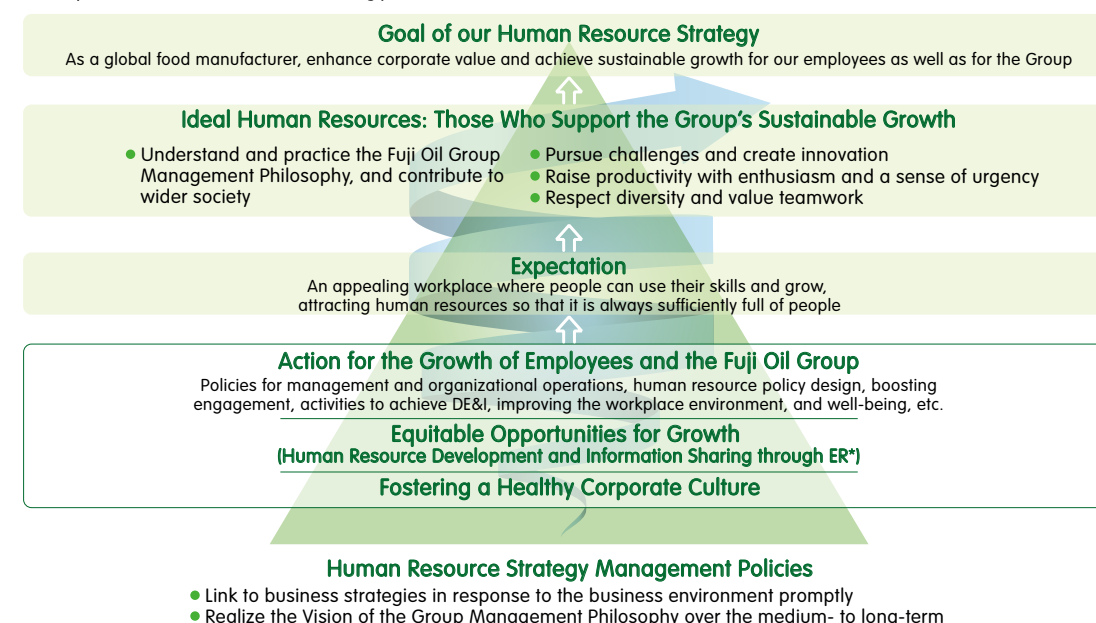 Goal of our Human Resource Strategy
As a global food manufacturer, enhance corporate value and achieve sustainable growth for our employees as well as for the Group
Ideal Human Resources: Those Who Support the Group's Sustainable Growth
● Understand and practice the Fuji Oil Group
Management Philosophy, and contribute to
wider society
● Pursue challenges and create innovation
● Raise productivity with enthusiasm and a sense of urgency
● Respect diversity and value teamwork
Expectation
An appealing workplace where people can use their skills and grow,
attracting human resources so that it is always sufficiently full of people
Action for the Growth of Employees and the Fuji Oil Group
Policies for management and organizational operations, human resource policy design, boosting
engagement, activities to achieve DE&I, improving the workplace environment, and well-being, etc.
Equitable Opportunities for Growth
(Human Resource Development and Information Sharing through ER*)
Fostering a Healthy Corporate Culture
Human Resource Strategy Management Policies
● Link to business strategies in response to the business environment promptly
● Realize the Vision of the Group Management Philosophy over the medium- to long-term